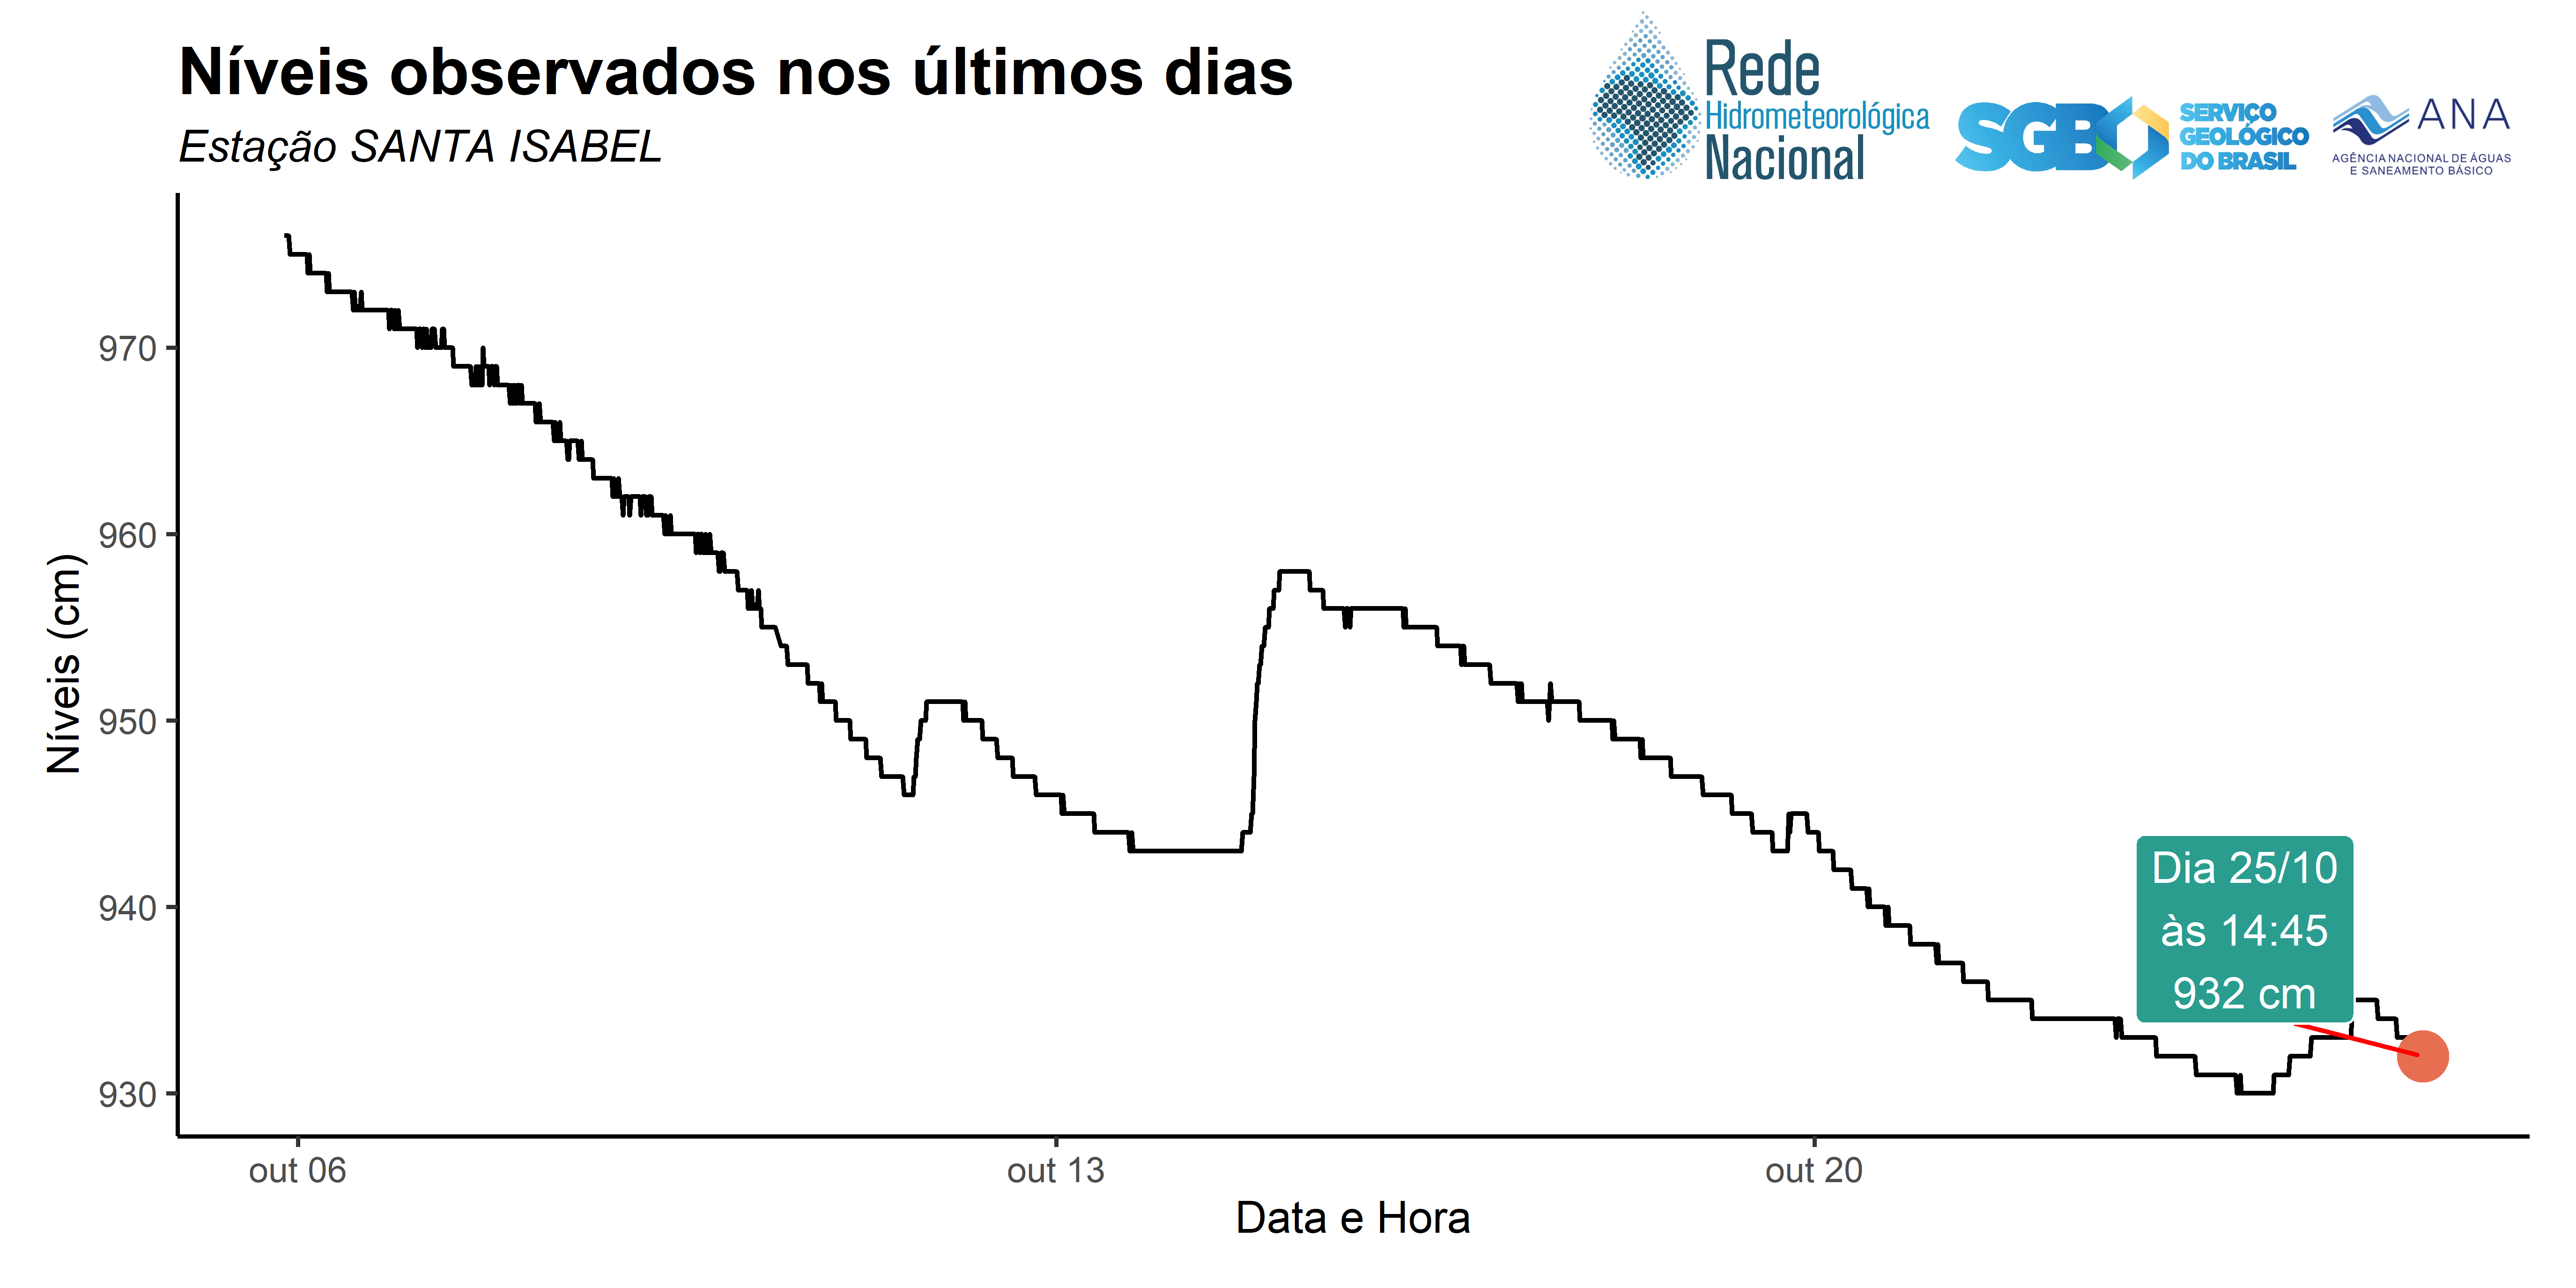 Níveis observados nos últimos dias
Estação SANTA ISABEL
Rede
Hidrometeorológica
Nacional
SGB
SERVIÇO
GEOLÓGICO
DO BRASIL
ANA
AGÊNCIA NACIONAL DE ÁGUAS
E SANEAMENTO BÁSICO
Níveis (cm)
970
960
950
940
930
Dia 25/10
às 14:45
932 cm
out 06
out 13
out 20
Data e Hora